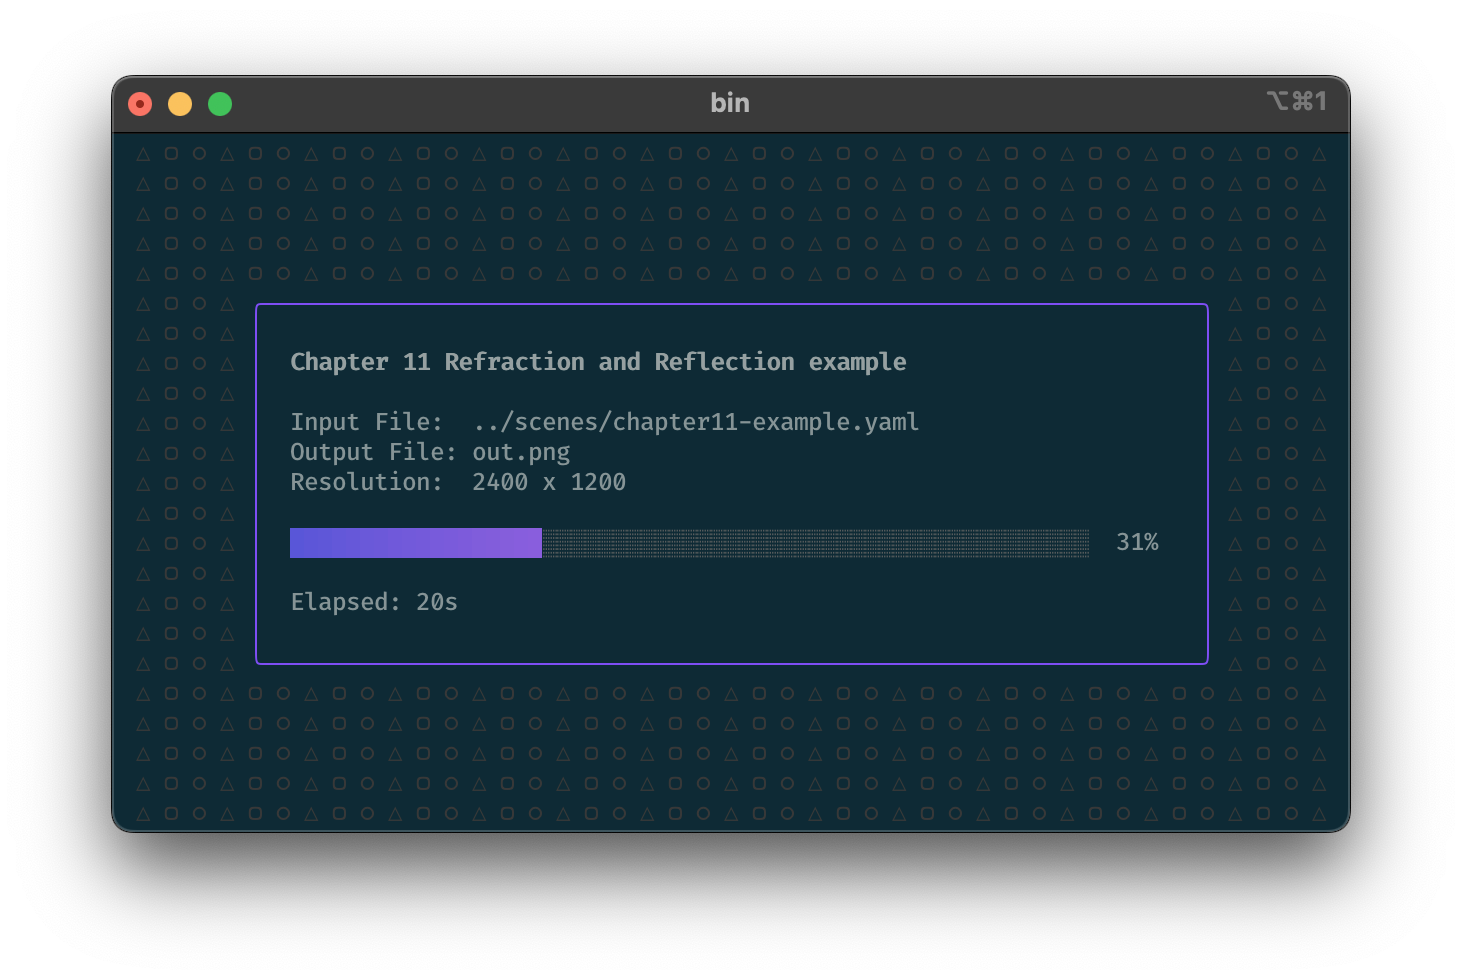 bin
⌥⌘1
Chapter 11 Refraction and Reflection example
Input File: ../scenes/chapter11-example.yaml
Output File: out.png
Resolution: 2400 x 1200
31%
Elapsed: 20s